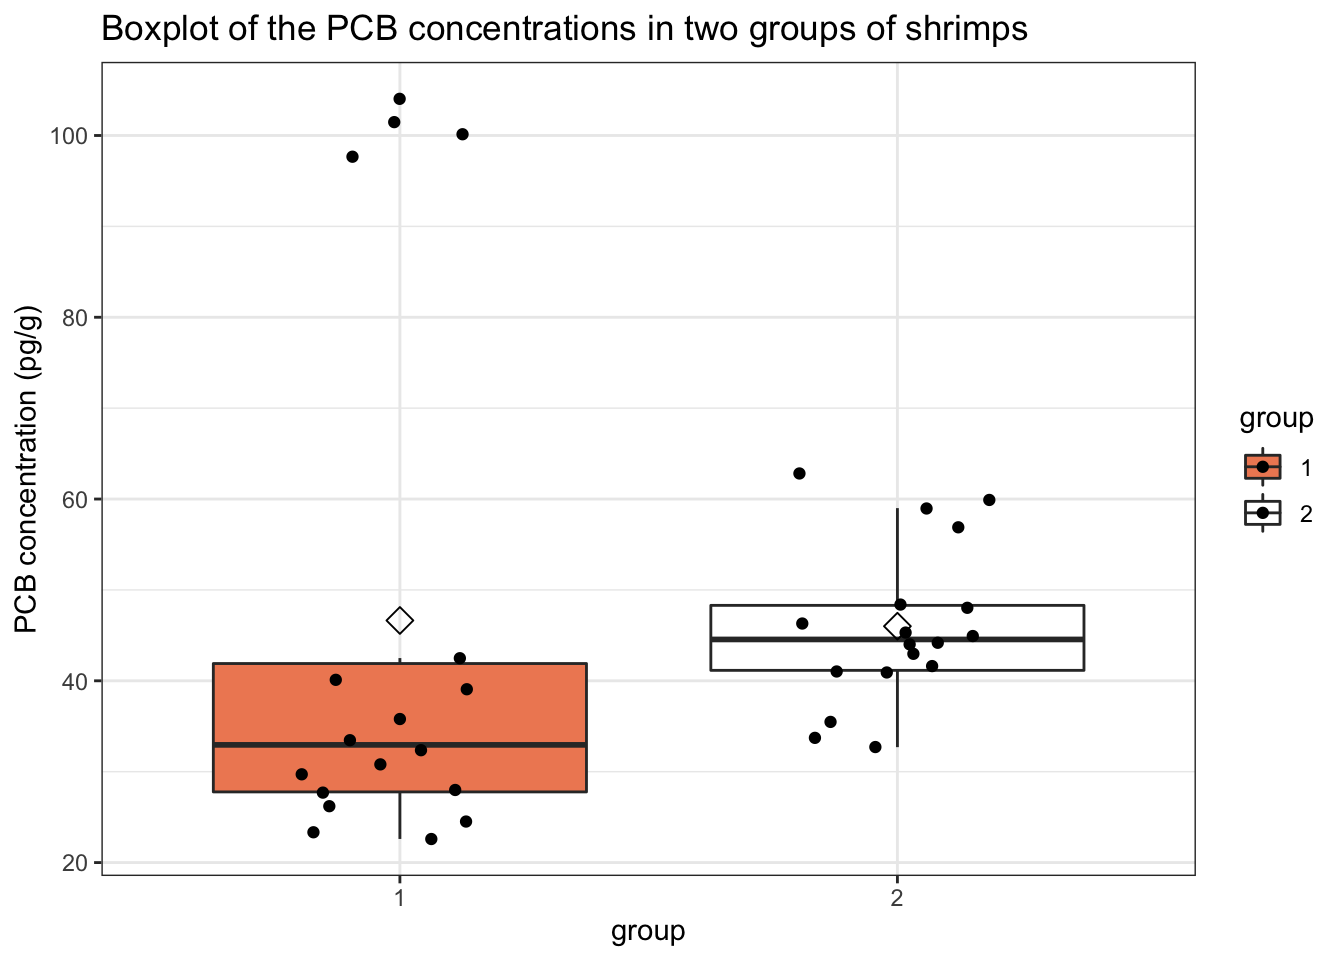 Boxplot of the PCB concentrations in two groups of shrimps
PCB concentration (pg/g)
100
80
60
40
20
1
2
group
group
1
2